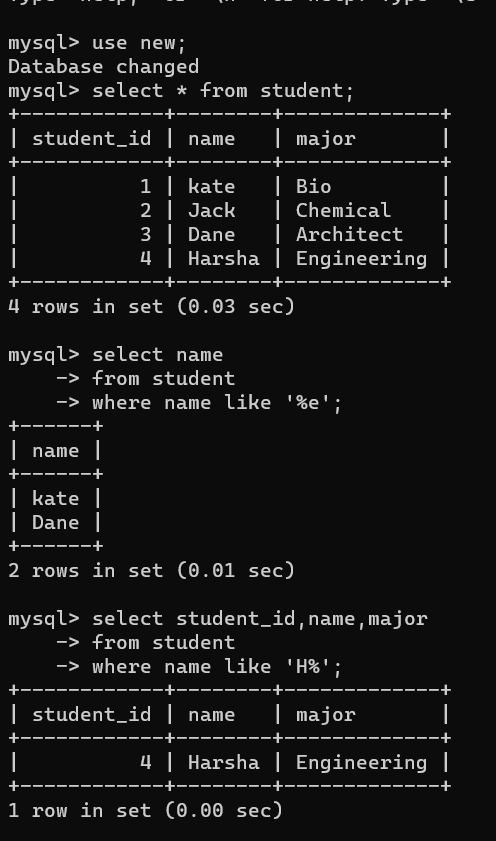 mysql> use new;
Database changed
mysql> select * from student;
+------------+--------+-------------+
| student_id | name   | major       |
+------------+--------+-------------+
|          1 | kate   | Bio         |
|          2 | Jack   | Chemical    |
|          3 | Dane   | Architect   |
|          4 | Harsha | Engineering |
+------------+--------+-------------+
4 rows in set (0.03 sec)

mysql> select name
    -> from student
    -> where name like '%e';
+------+
| name |
+------+
| kate |
| Dane |
+------+
2 rows in set (0.01 sec)

mysql> select student_id,name,major
    -> from student
    -> where name like 'H%';
+------------+--------+-------------+
| student_id | name   | major       |
+------------+--------+-------------+
|          4 | Harsha | Engineering |
+------------+--------+-------------+
1 row in set (0.00 sec)